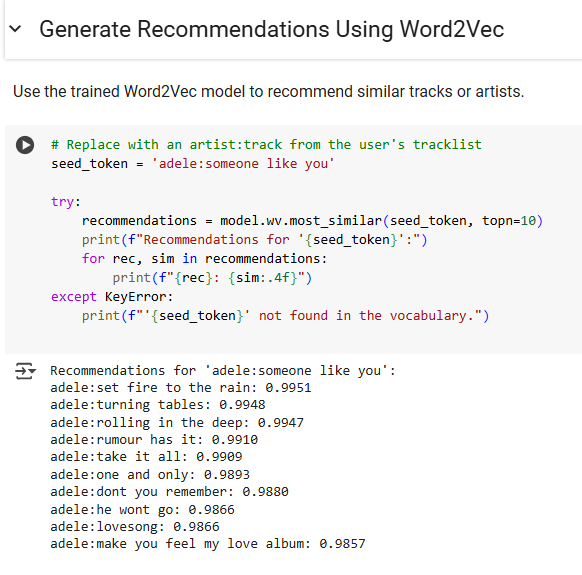 Generate Recommendations Using Word2Vec
Use the trained Word2Vec model to recommend similar tracks or artists.
# Replace with an artist:track from the user's tracklist
seed_token = 'adele:someone like you'
try:
    recommendations = model.wv.most_similar(seed_token, topn=10)
    print(f"Recommendations for '{seed_token}':")
    for rec, sim in recommendations:
        print(f"{rec}: {sim:.4f}")
except KeyError:
    print(f"'{seed_token}' not found in the vocabulary.")
Recommendations for 'adele:someone like you':
adele:set fire to the rain: 0.9951
adele:turning tables: 0.9948
adele:rolling in the deep: 0.9947
adele:rumour has it: 0.9910
adele:take it all: 0.9909
adele:one and only: 0.9893
adele:dont you remember: 0.9880
adele:he wont go: 0.9866
adele:lovesong: 0.9866
adele:make you feel my love album: 0.9857